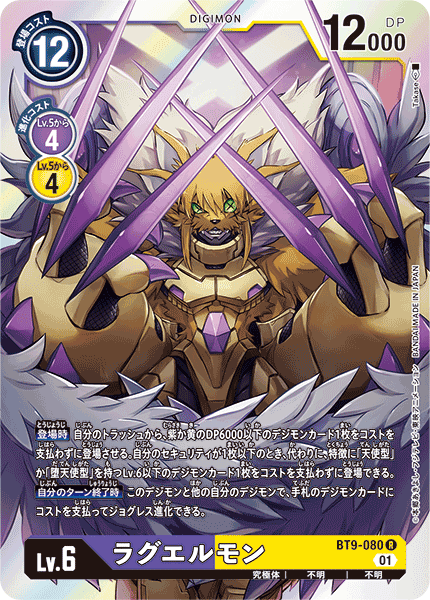 DIGIMON
登場コスト
12
DP
12000
進化コスト
Lv.5から
4
Lv.5から
4
Takase
BANDAI MADE IN JAPAN
登場時 自分のトラッシュから、紫か黄のDP6000以下のデジモンカード1枚をコストを
支払わずに登場させる。自分のセキュリティが1枚以下のとき、代わりに、特徴に「天使型」
か「堕天使型」を持つLv.6以下のデジモンカード1枚をコストを支払わずに登場できる。
自分のターン終了時 このデジモンと他の自分のデジモンで、手札のデジモンカードに
コストを支払ってジョグレス進化できる。
Lv.6
ラグエルモン
BT9-080 R
01
究極体 | 不明 | 不明